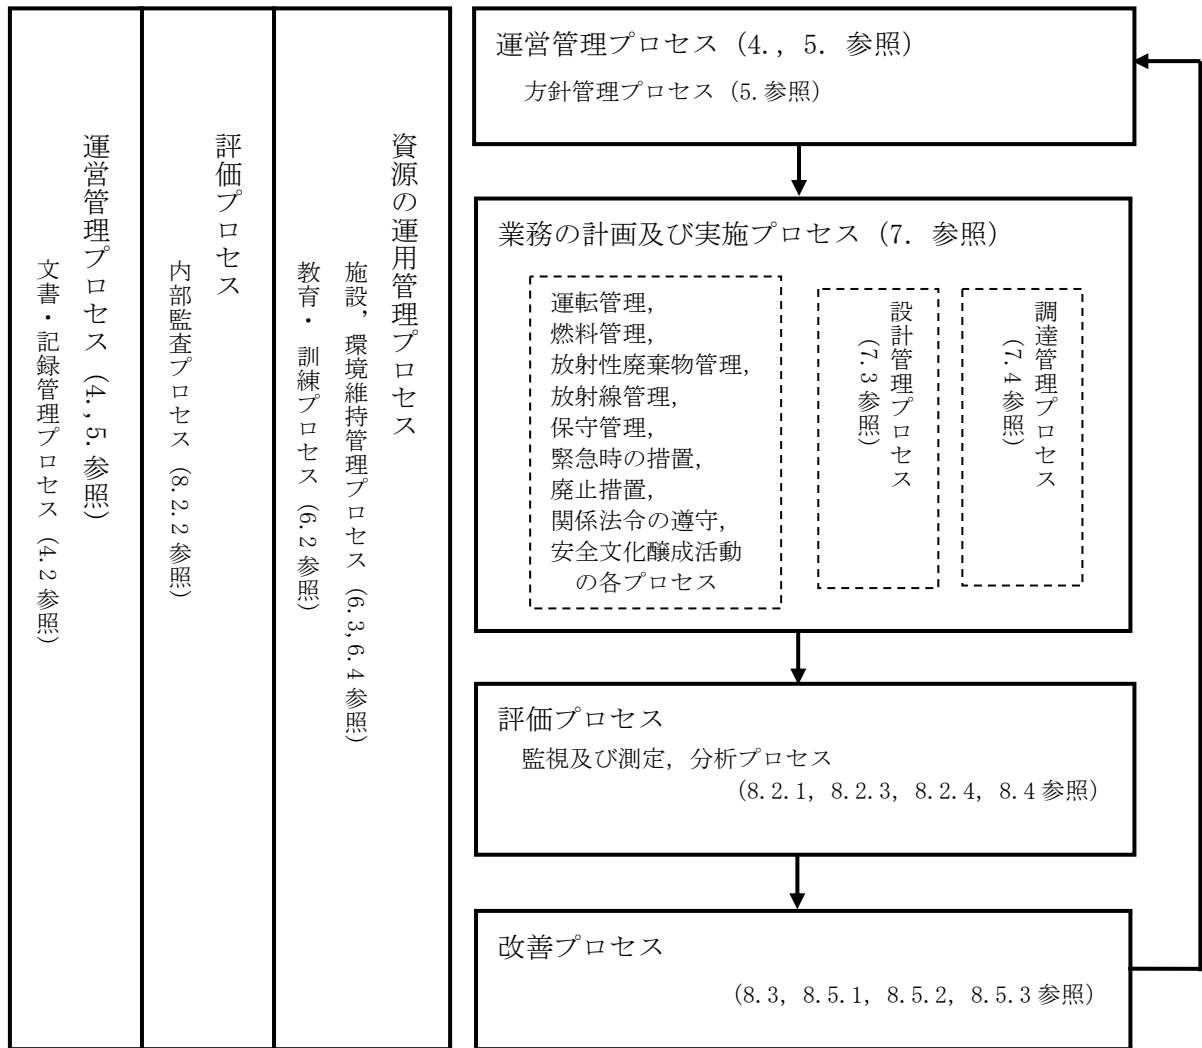 運営管理プロセス（4.,5.参照）
文書・記録管理プロセス（4.2参照）
評価プロセス
内部監査プロセス（8.2.2参照）
資源の運用管理プロセス
施設，環境維持管理プロセス（6.3,6.4参照）
教育・訓練プロセス（6.2参照）
運営管理プロセス（4.，5．参照）
方針管理プロセス（5.参照）
業務の計画及び実施プロセス（7．参照）
運転管理，
燃料管理，
放射性廃棄物管理，
放射線管理，
保守管理，
緊急時の措置，
廃止措置，
関係法令の遵守，
安全文化醸成活動
の各プロセス
設計管理プロセス
（7.3参照）
調達管理プロセス
（7.4参照）
評価プロセス
監視及び測定，分析プロセス
（8.2.1，8.2.3，8.2.4，8.4参照）
改善プロセス
（8.3，8.5.1，8.5.2，8.5.3参照）